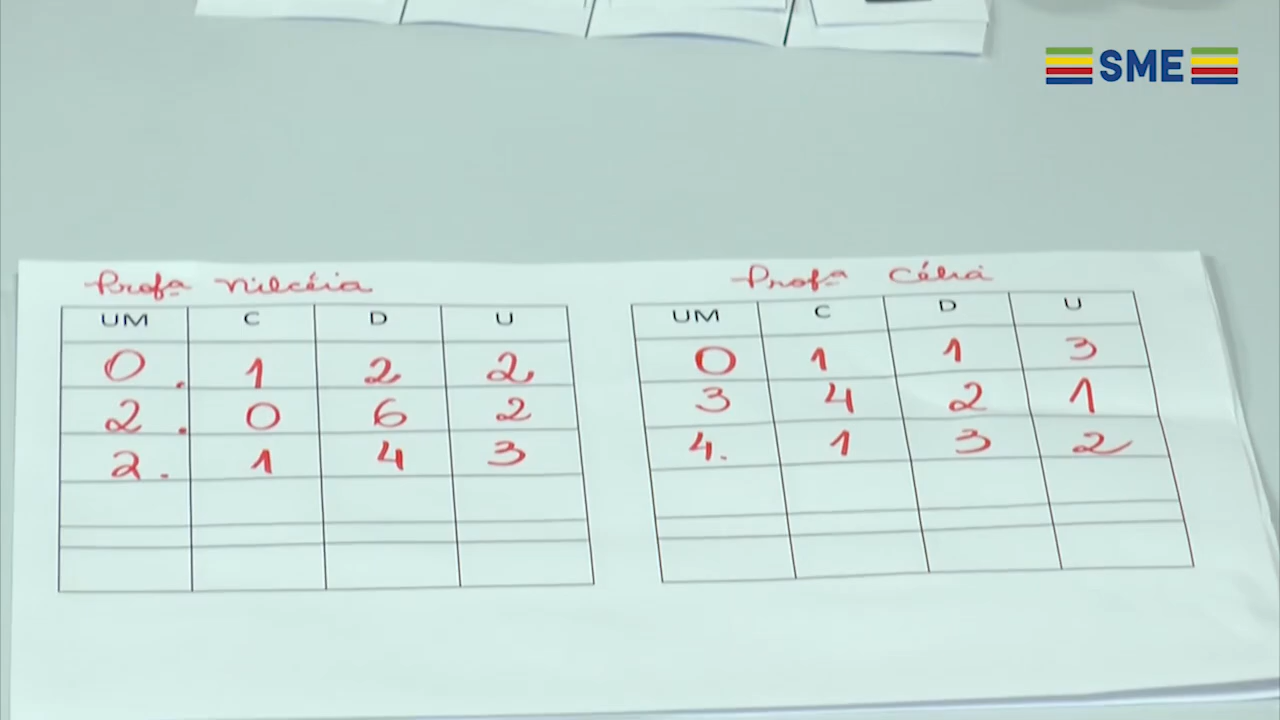 SME
Profª Nilcéia
UM C D U
0. 1 2 2
2. 0 6 2
2. 1 4 3
Profª Célia
UM C D U
0 1 1 3
3 4 2 1
4. 1 3 2